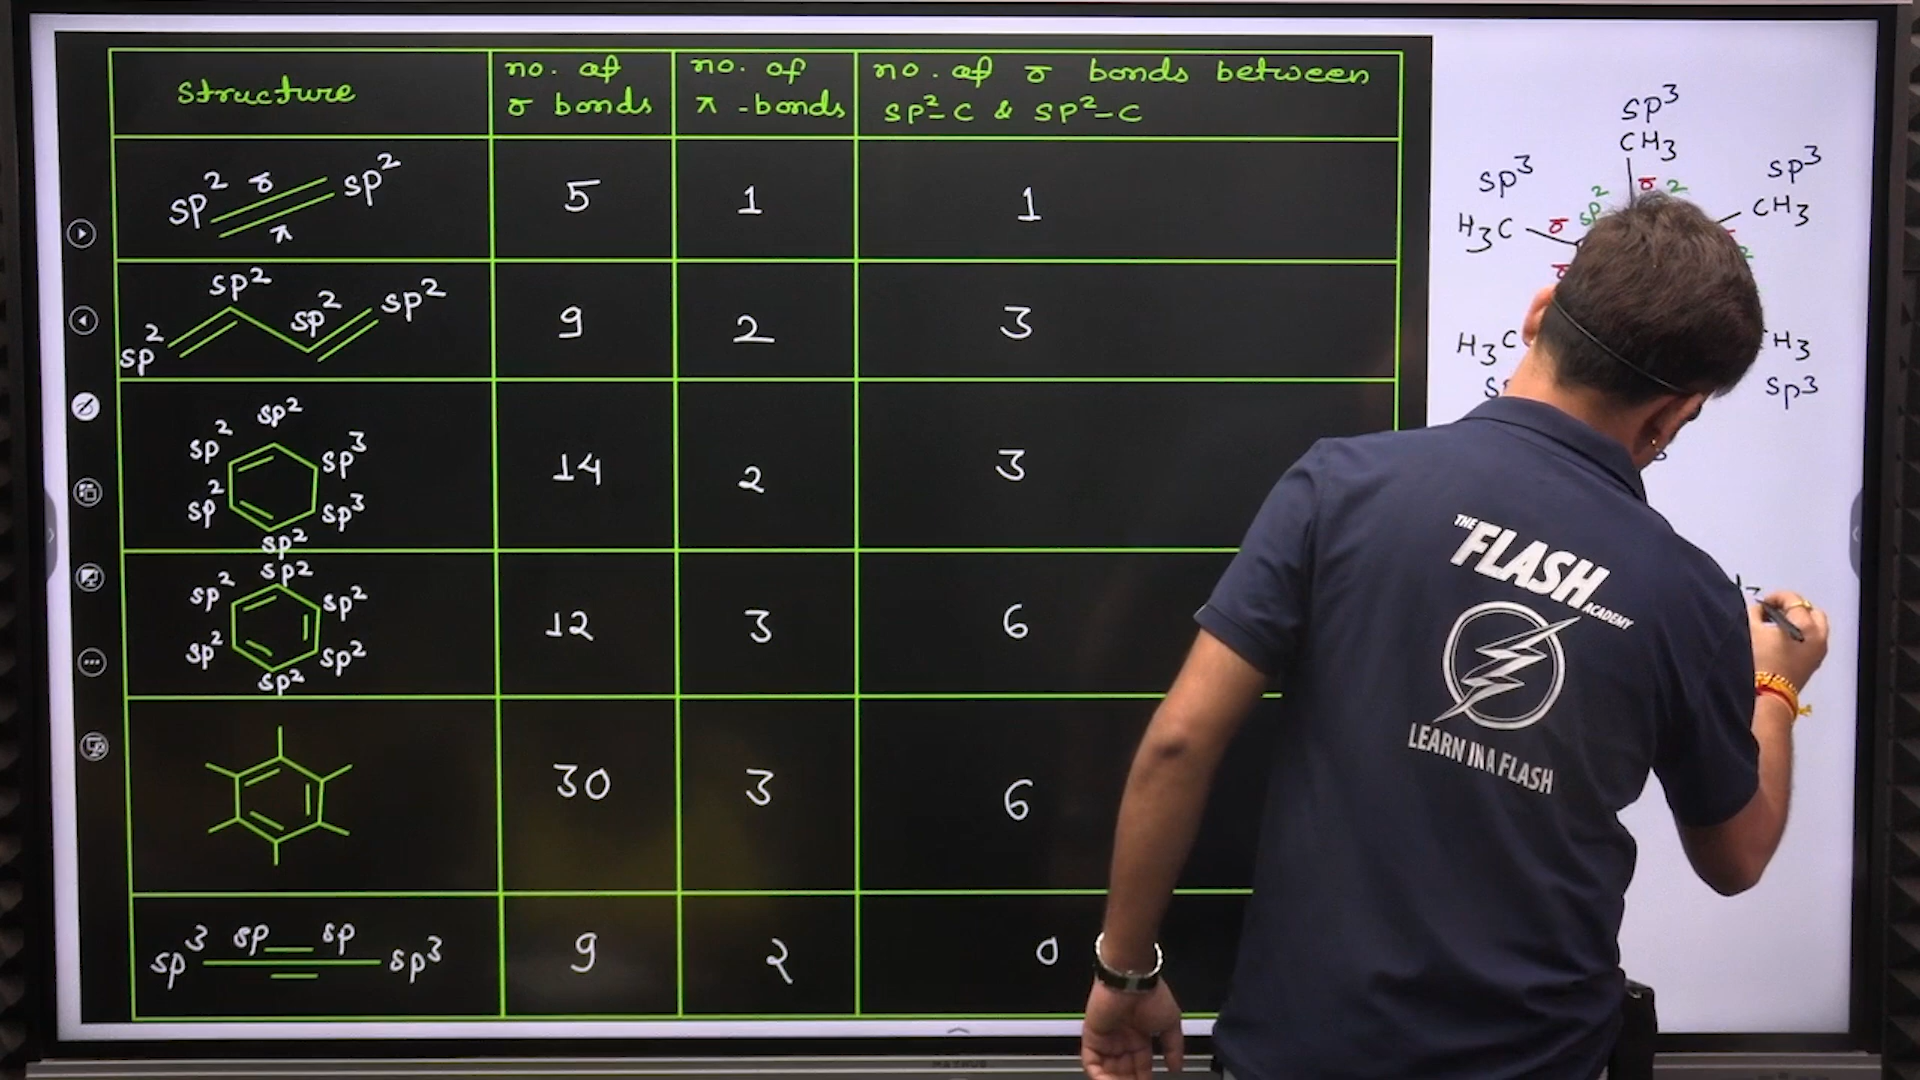 structure
no. of σ bonds
no. of π -bonds
no. of σ bonds between sp²-C & sp²-C
sp² σ sp²
π
5
1
1
sp²
sp² sp²
sp²
9
2
3
sp²
sp² sp³
sp² sp³
sp²
14
2
3
sp²
sp² sp²
sp² sp²
sp²
12
3
6
30
3
6
sp³ sp sp sp³
9
2
0
sp³
CH3
sp³ sp³
σ 2
sp²
H3C σ CH3
σ 2
H3C H3
sp3
THE
FLASH
ACADEMY
LEARN IN A FLASH